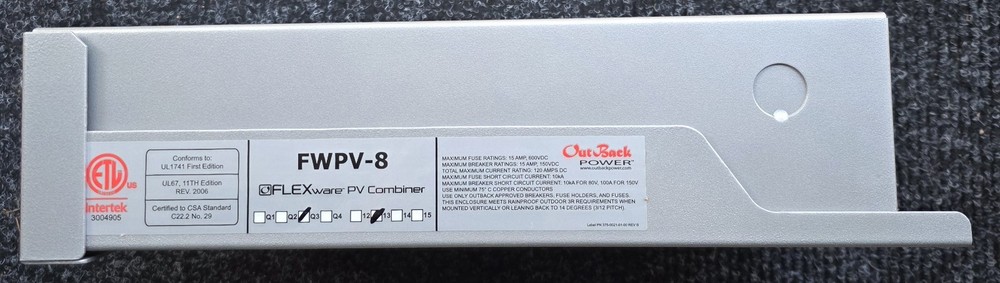 ETL
us
Intertek
3004905
Conforms to:
UL1741 First Edition
UL67, 11TH Edition
REV. 2006
Certified to CSA Standard
C22.2 No. 29
FWPV-8
FLEXware PV Combiner
Q1 Q2 Q3 Q4 12 13 14 15
MAXIMUM FUSE RATINGS: 15 AMP, 600VDC
MAXIMUM BREAKER RATINGS: 15 AMP, 150VDC
MAXIMUM TOTAL CURRENT RATING: 120 AMPS DC
MAXIMUM FUSE SHORT CIRCUIT CURRENT: 10kA
MAXIMUM BREAKER SHORT CIRCUIT CURRENT: 10kA FOR 80V, 100A FOR 150V
USE MINIMUM 75° C COPPER CONDUCTORS
USE ONLY OUTBACK APPROVED BREAKERS, FUSE HOLDERS, AND FUSES.
THIS ENCLOSURE MEETS RAINPROOF OUTDOOR 3R REQUIREMENTS WHEN
MOUNTED VERTICALLY OR LEANING BACK TO 14 DEGREES (3/12 PITCH).
OutBack
POWER
www.outbackpower.com